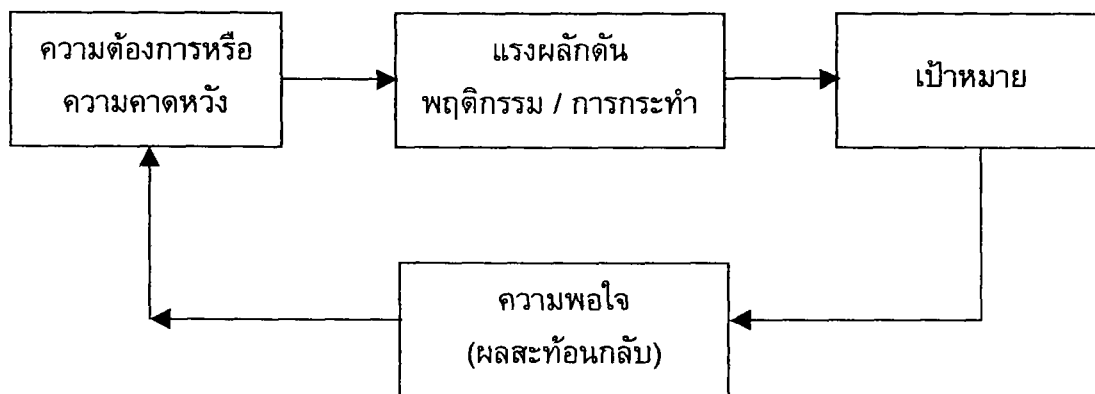 ความต้องการหรือ
ความคาดหวัง
แรงผลักดัน
พฤติกรรม / การกระทำ
เป้าหมาย
ความพอใจ
(ผลสะท้อนกลับ)